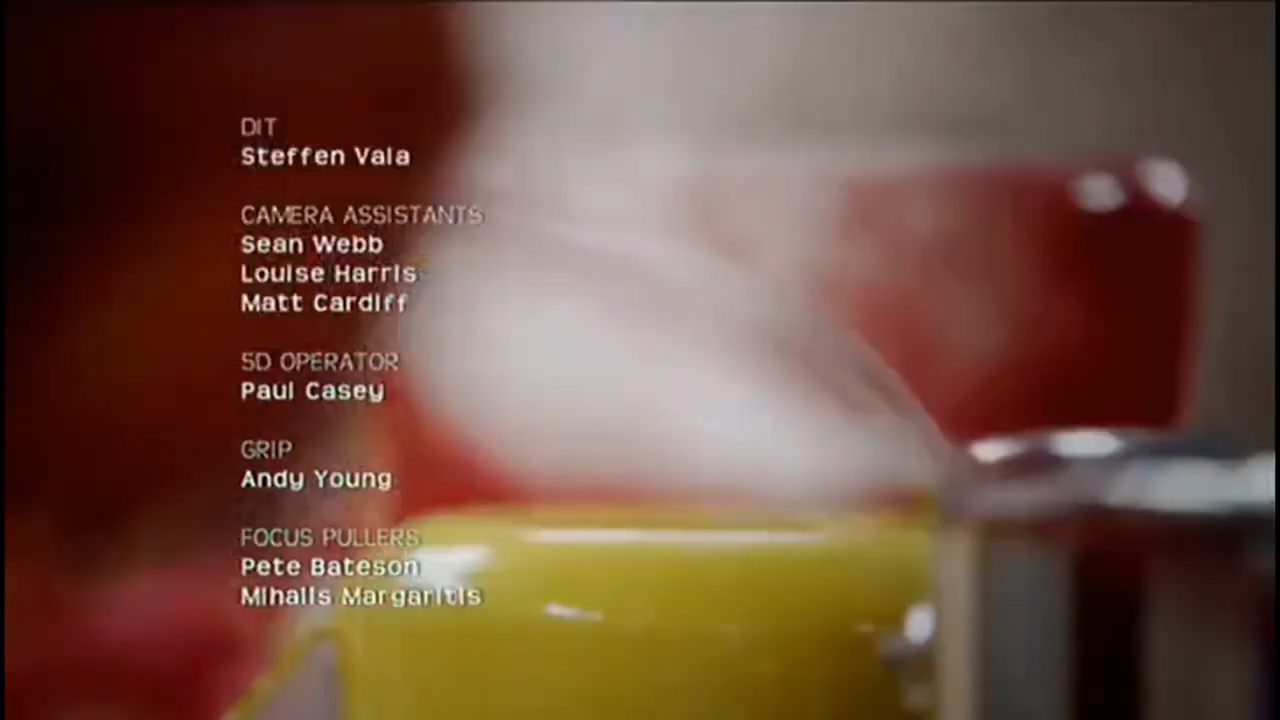 DIT
Steffen Vala
CAMERA ASSISTANTS
Sean Webb
Louise Harris
Matt Cardiff
5D OPERATOR
Paul Casey
GRIP
Andy Young
FOCUS PULLERS
Pete Bateson
Mihalis Margaritis